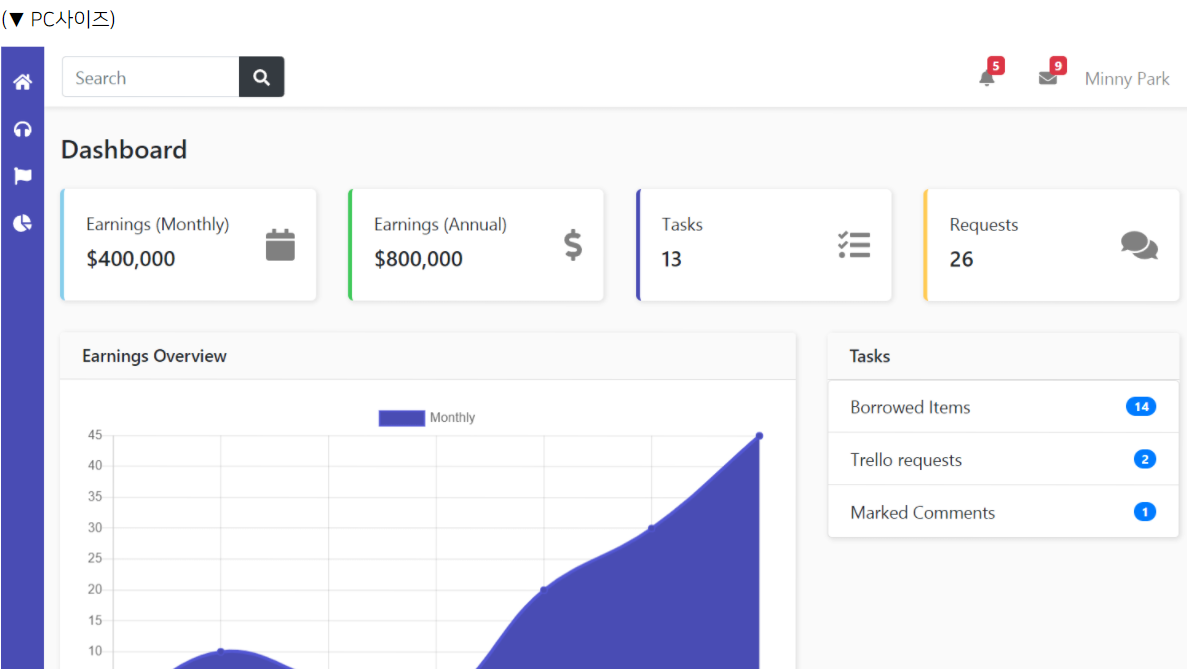 (▼ PC사이즈)
Search
5
9
Minny Park
Dashboard
Earnings (Monthly)
$400,000
Earnings (Annual)
$800,000
Tasks
13
Requests
26
Earnings Overview
Monthly
45
40
35
30
25
20
15
10
Tasks
Borrowed Items 14
Trello requests 2
Marked Comments 1